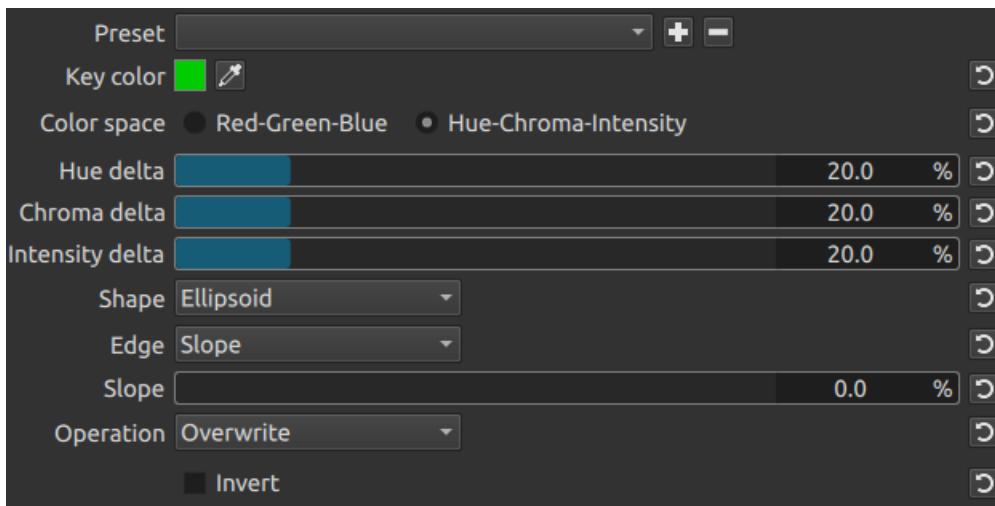 Preset
Key color
Color space Red-Green-Blue Hue-Chroma-Intensity
Hue delta 20.0 %
Chroma delta 20.0 %
Intensity delta 20.0 %
Shape Ellipsoid
Edge Slope
Slope 0.0 %
Operation Overwrite
Invert